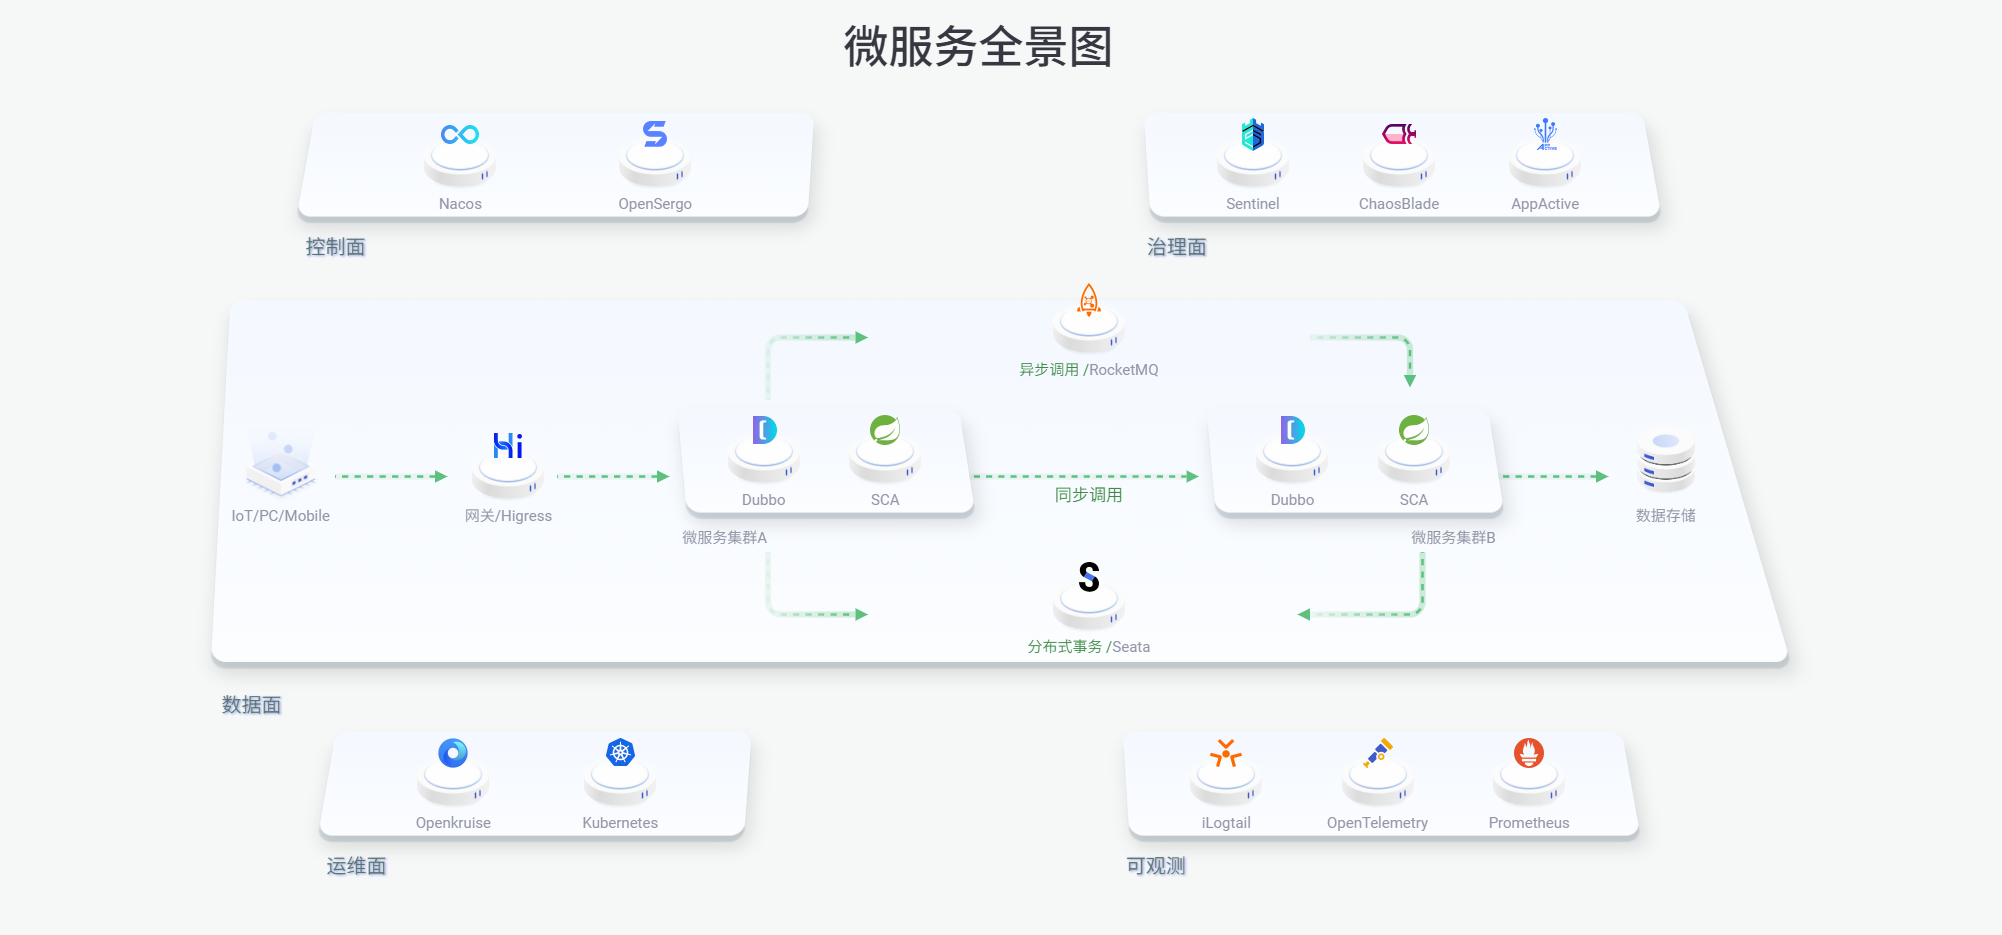 微服务全景图
Nacos
OpenSergo
控制面
Sentinel
ChaosBlade
AppActive
治理面
异步调用 /RocketMQ
IoT/PC/Mobile
Hi
网关/Higress
Dubbo
SCA
微服务集群A
同步调用
Dubbo
SCA
微服务集群B
数据存储
S
分布式事务 /Seata
数据面
Openkruise
Kubernetes
运维面
iLogtail
OpenTelemetry
Prometheus
可观测